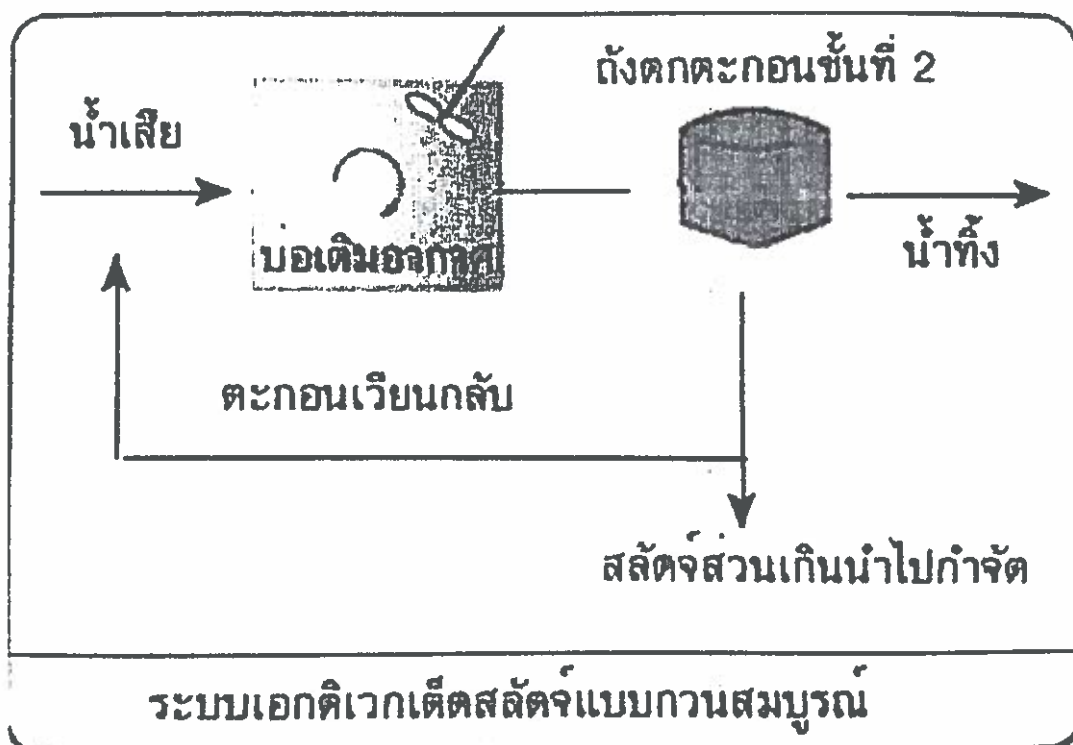 ถังตกตะกอนชั้นที่ 2
น้ำเสีย
บ่อเติมอากาศ
น้ำทิ้ง
ตะกอนเวียนกลับ
สลัดจ์ส่วนเกินนำไปกำจัด
ระบบเอกติเวกเต็ดสลัดจ์แบบกวนสมบูรณ์